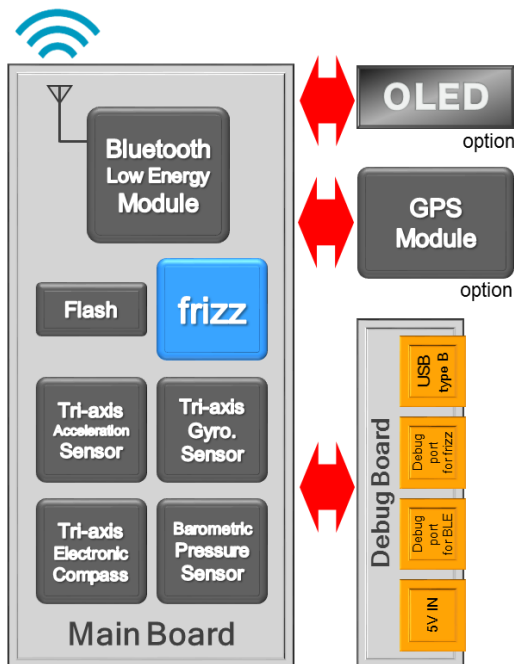 Bluetooth
Low Energy
Module
Flash
frizz
Tri-axis
Acceleration
Sensor
Tri-axis
Gyro.
Sensor
Tri-axis
Electronic
Compass
Barometric
Pressure
Sensor
Main Board
OLED
option
GPS
Module
option
Debug Board
USB
type B
Debug
port
for frizz
Debug
port
for BLE
5V IN